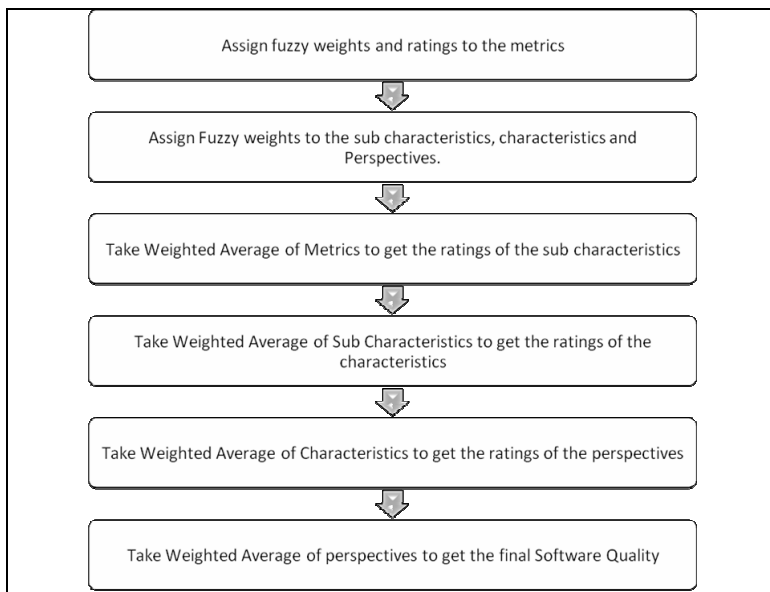 Assign fuzzy weights and ratings to the metrics
Assign Fuzzy weights to the sub characteristics, characteristics and
Perspectives.
Take Weighted Average of Metrics to get the ratings of the sub characteristics
Take Weighted Average of Sub Characteristics to get the ratings of the
characteristics
Take Weighted Average of Characteristics to get the ratings of the perspectives
Take Weighted Average of perspectives to get the final Software Quality